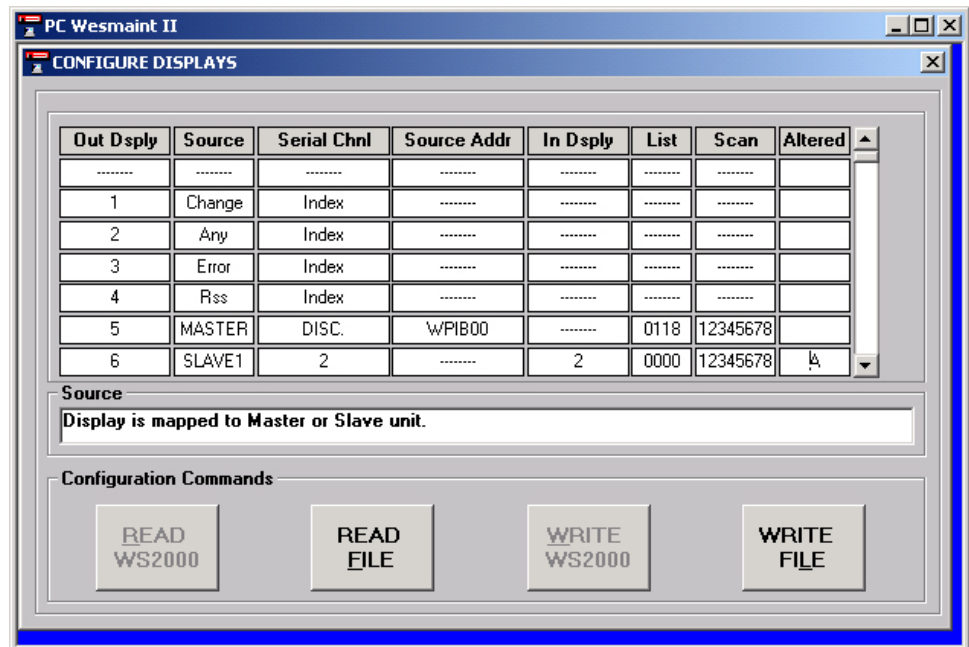 PC Wesmaint II
CONFIGURE DISPLAYS
Out Dsply Source Serial Chnl Source Addr In Dsply List Scan Altered
-------- -------- -------- -------- -------- -------- --------
1 Change Index -------- -------- -------- --------
2 Any Index -------- -------- -------- --------
3 Error Index -------- -------- -------- --------
4 Rss Index -------- -------- -------- --------
5 MASTER DISC. WPIB00 -------- 0118 12345678
6 SLAVE1 2 -------- 2 0000 12345678 A
Source
Display is mapped to Master or Slave unit.
Configuration Commands
READ WS2000
READ FILE
WRITE WS2000
WRITE FILE